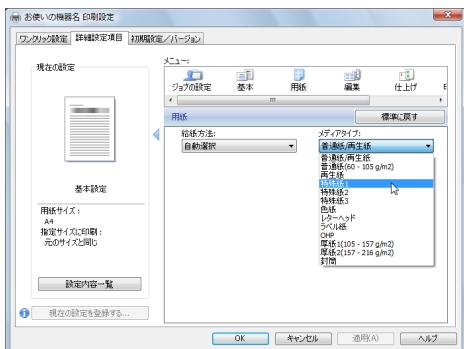 お使いの機器名 印刷設定
ワンクリック設定 詳細設定項目 初期設定／バージョン
現在の設定
メニュー:
ジョブの設定 基本 用紙 編集 仕上げ
用紙
標準に戻す
給紙方法:
自動選択
メディアタイプ:
普通紙/再生紙
普通紙/再生紙
普通紙(60 - 105 g/m2)
再生紙
特殊紙1
特殊紙2
特殊紙3
色紙
レターヘッド
ラベル紙
OHP
厚紙1(105 - 157 g/m2)
厚紙2(157 - 216 g/m2)
封筒
基本設定
用紙サイズ:
A4
指定サイズに印刷:
元のサイズと同じ
設定内容一覧
現在の設定を登録する...
OK キャンセル 適用(A) ヘルプ